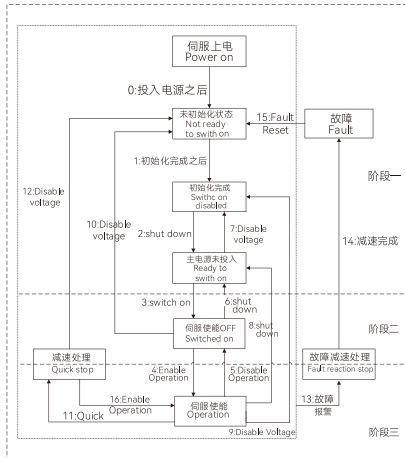 伺服上电
Power on
0:投入电源之后
未初始化状态
Not ready
to swith on
15:Fault
Reset
故障
Fault
阶段一
1:初始化完成之后
12:Disable
voltage
10:Disable
voltage
初始化完成
Swithc on
disabled
2:shut down
7:Disable
voltage
14:减速完成
主电源未投入
Ready to
swith on
3:switch on
6:shut
down
8:shut
down
伺服使能OFF
Switched on
阶段二
减速处理
Quick stop
故障减速处理
Fault reaction stop
4:Enable
Operation
5:Disable
Operation
16:Enable
Operation
伺服使能
Operation
13:故障
报警
11:Quick
9:Disable Voltage
阶段三